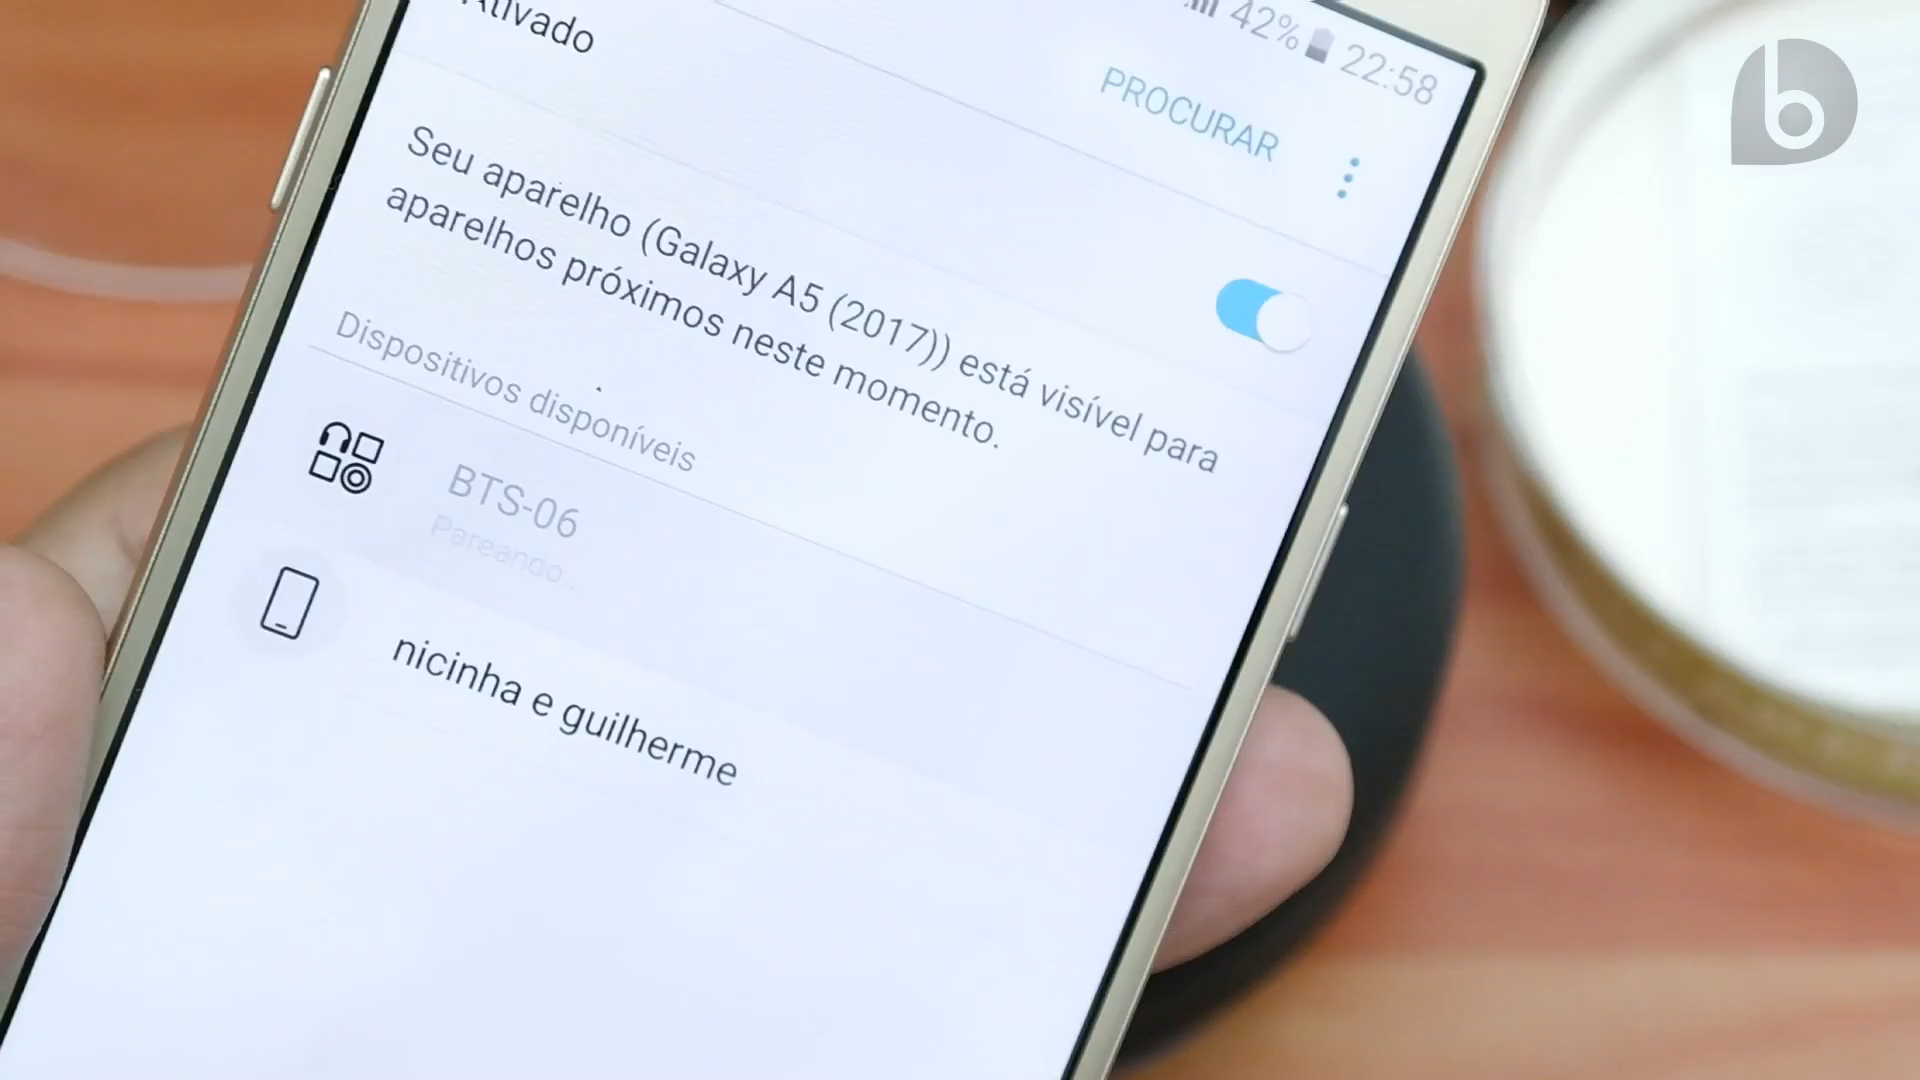 42% 22:58
Ativado
PROCURAR
Seu aparelho (Galaxy A5 (2017)) está visível para
aparelhos próximos neste momento.
Dispositivos disponíveis
BTS-06
Pareando...
nicinha e guilherme
b